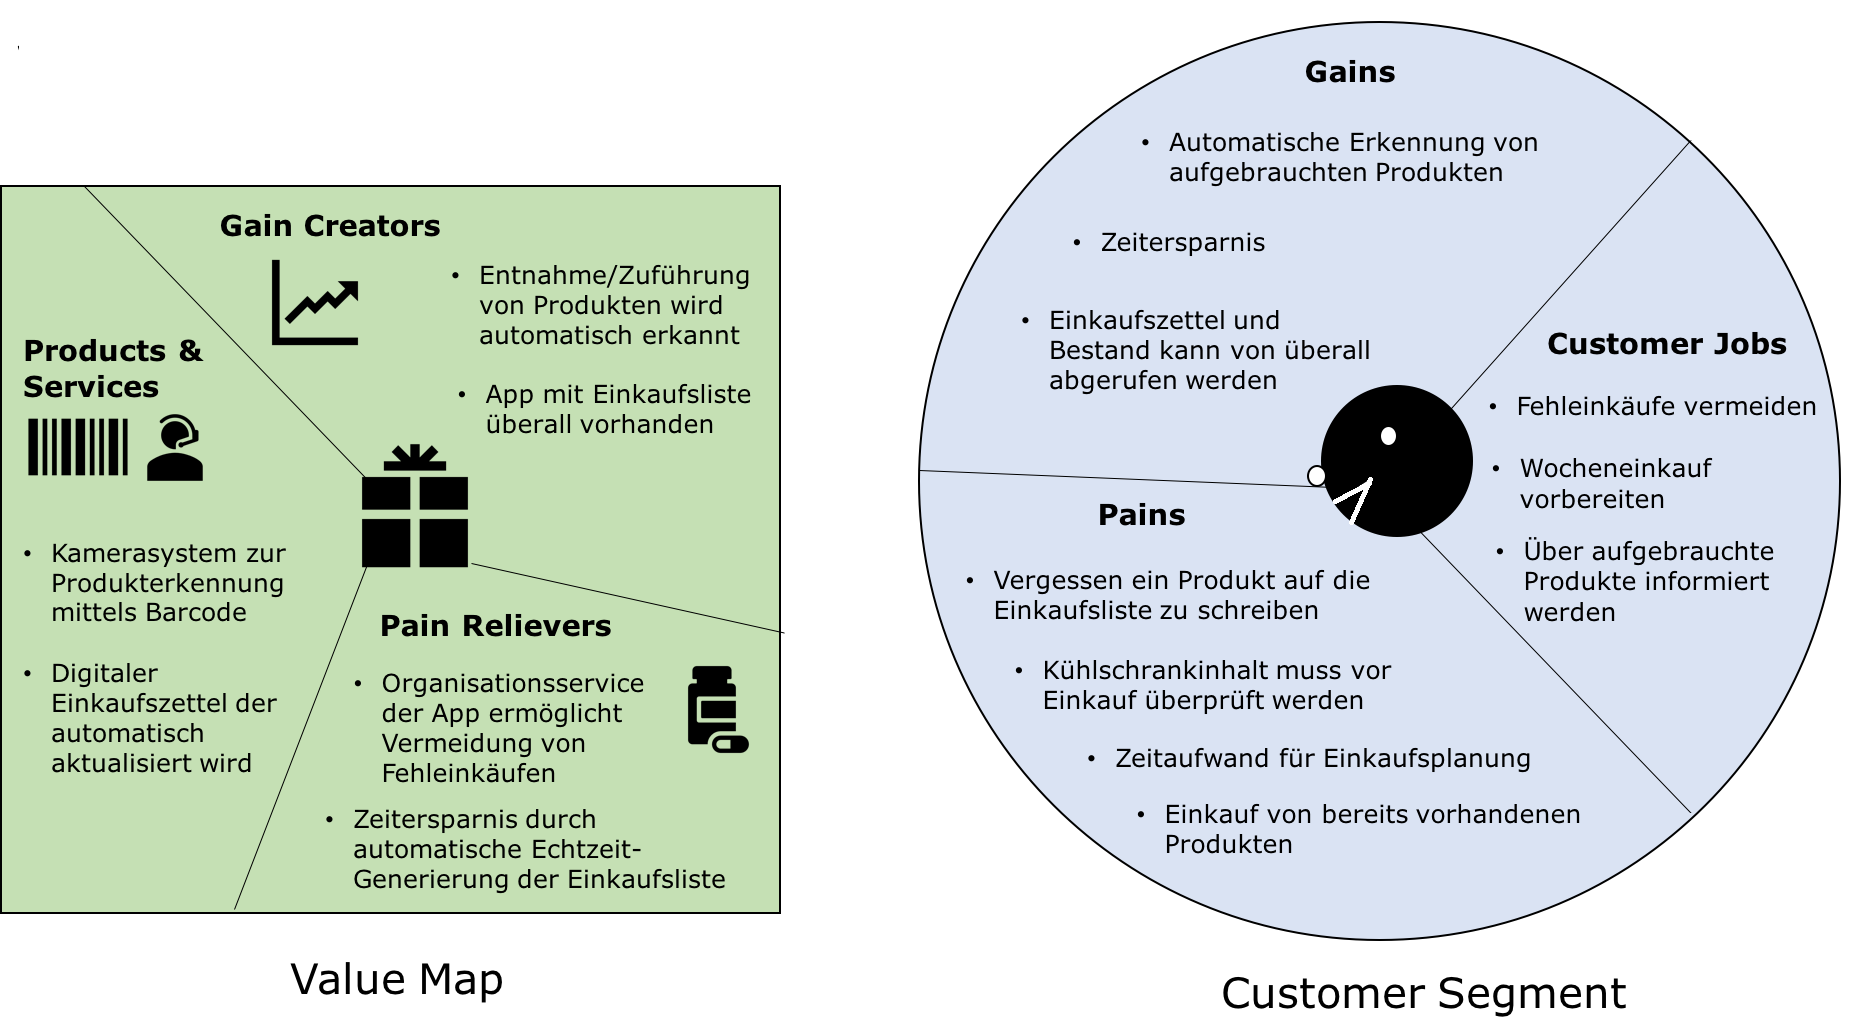 Gain Creators
• Entnahme/Zuführung
von Produkten wird
automatisch erkannt
• App mit Einkaufsliste
überall vorhanden
Products &
Services
• Kamerasystem zur
Produkterkennung
mittels Barcode
• Digitaler
Einkaufszettel der
automatisch
aktualisiert wird
Pain Relievers
• Organisationsservice
der App ermöglicht
Vermeidung von
Fehleinkäufen
• Zeitersparnis durch
automatische Echtzeit-
Generierung der Einkaufsliste
Value Map
Gains
• Automatische Erkennung von
aufgebrauchten Produkten
• Zeitersparnis
• Einkaufszettel und
Bestand kann von überall
abgerufen werden
Customer Jobs
• Fehleinkäufe vermeiden
• Wocheneinkauf
vorbereiten
• Über aufgebrauchte
Produkte informiert
werden
Pains
• Vergessen ein Produkt auf die
Einkaufsliste zu schreiben
• Kühlschrankinhalt muss vor
Einkauf überprüft werden
• Zeitaufwand für Einkaufsplanung
• Einkauf von bereits vorhandenen
Produkten
Customer Segment